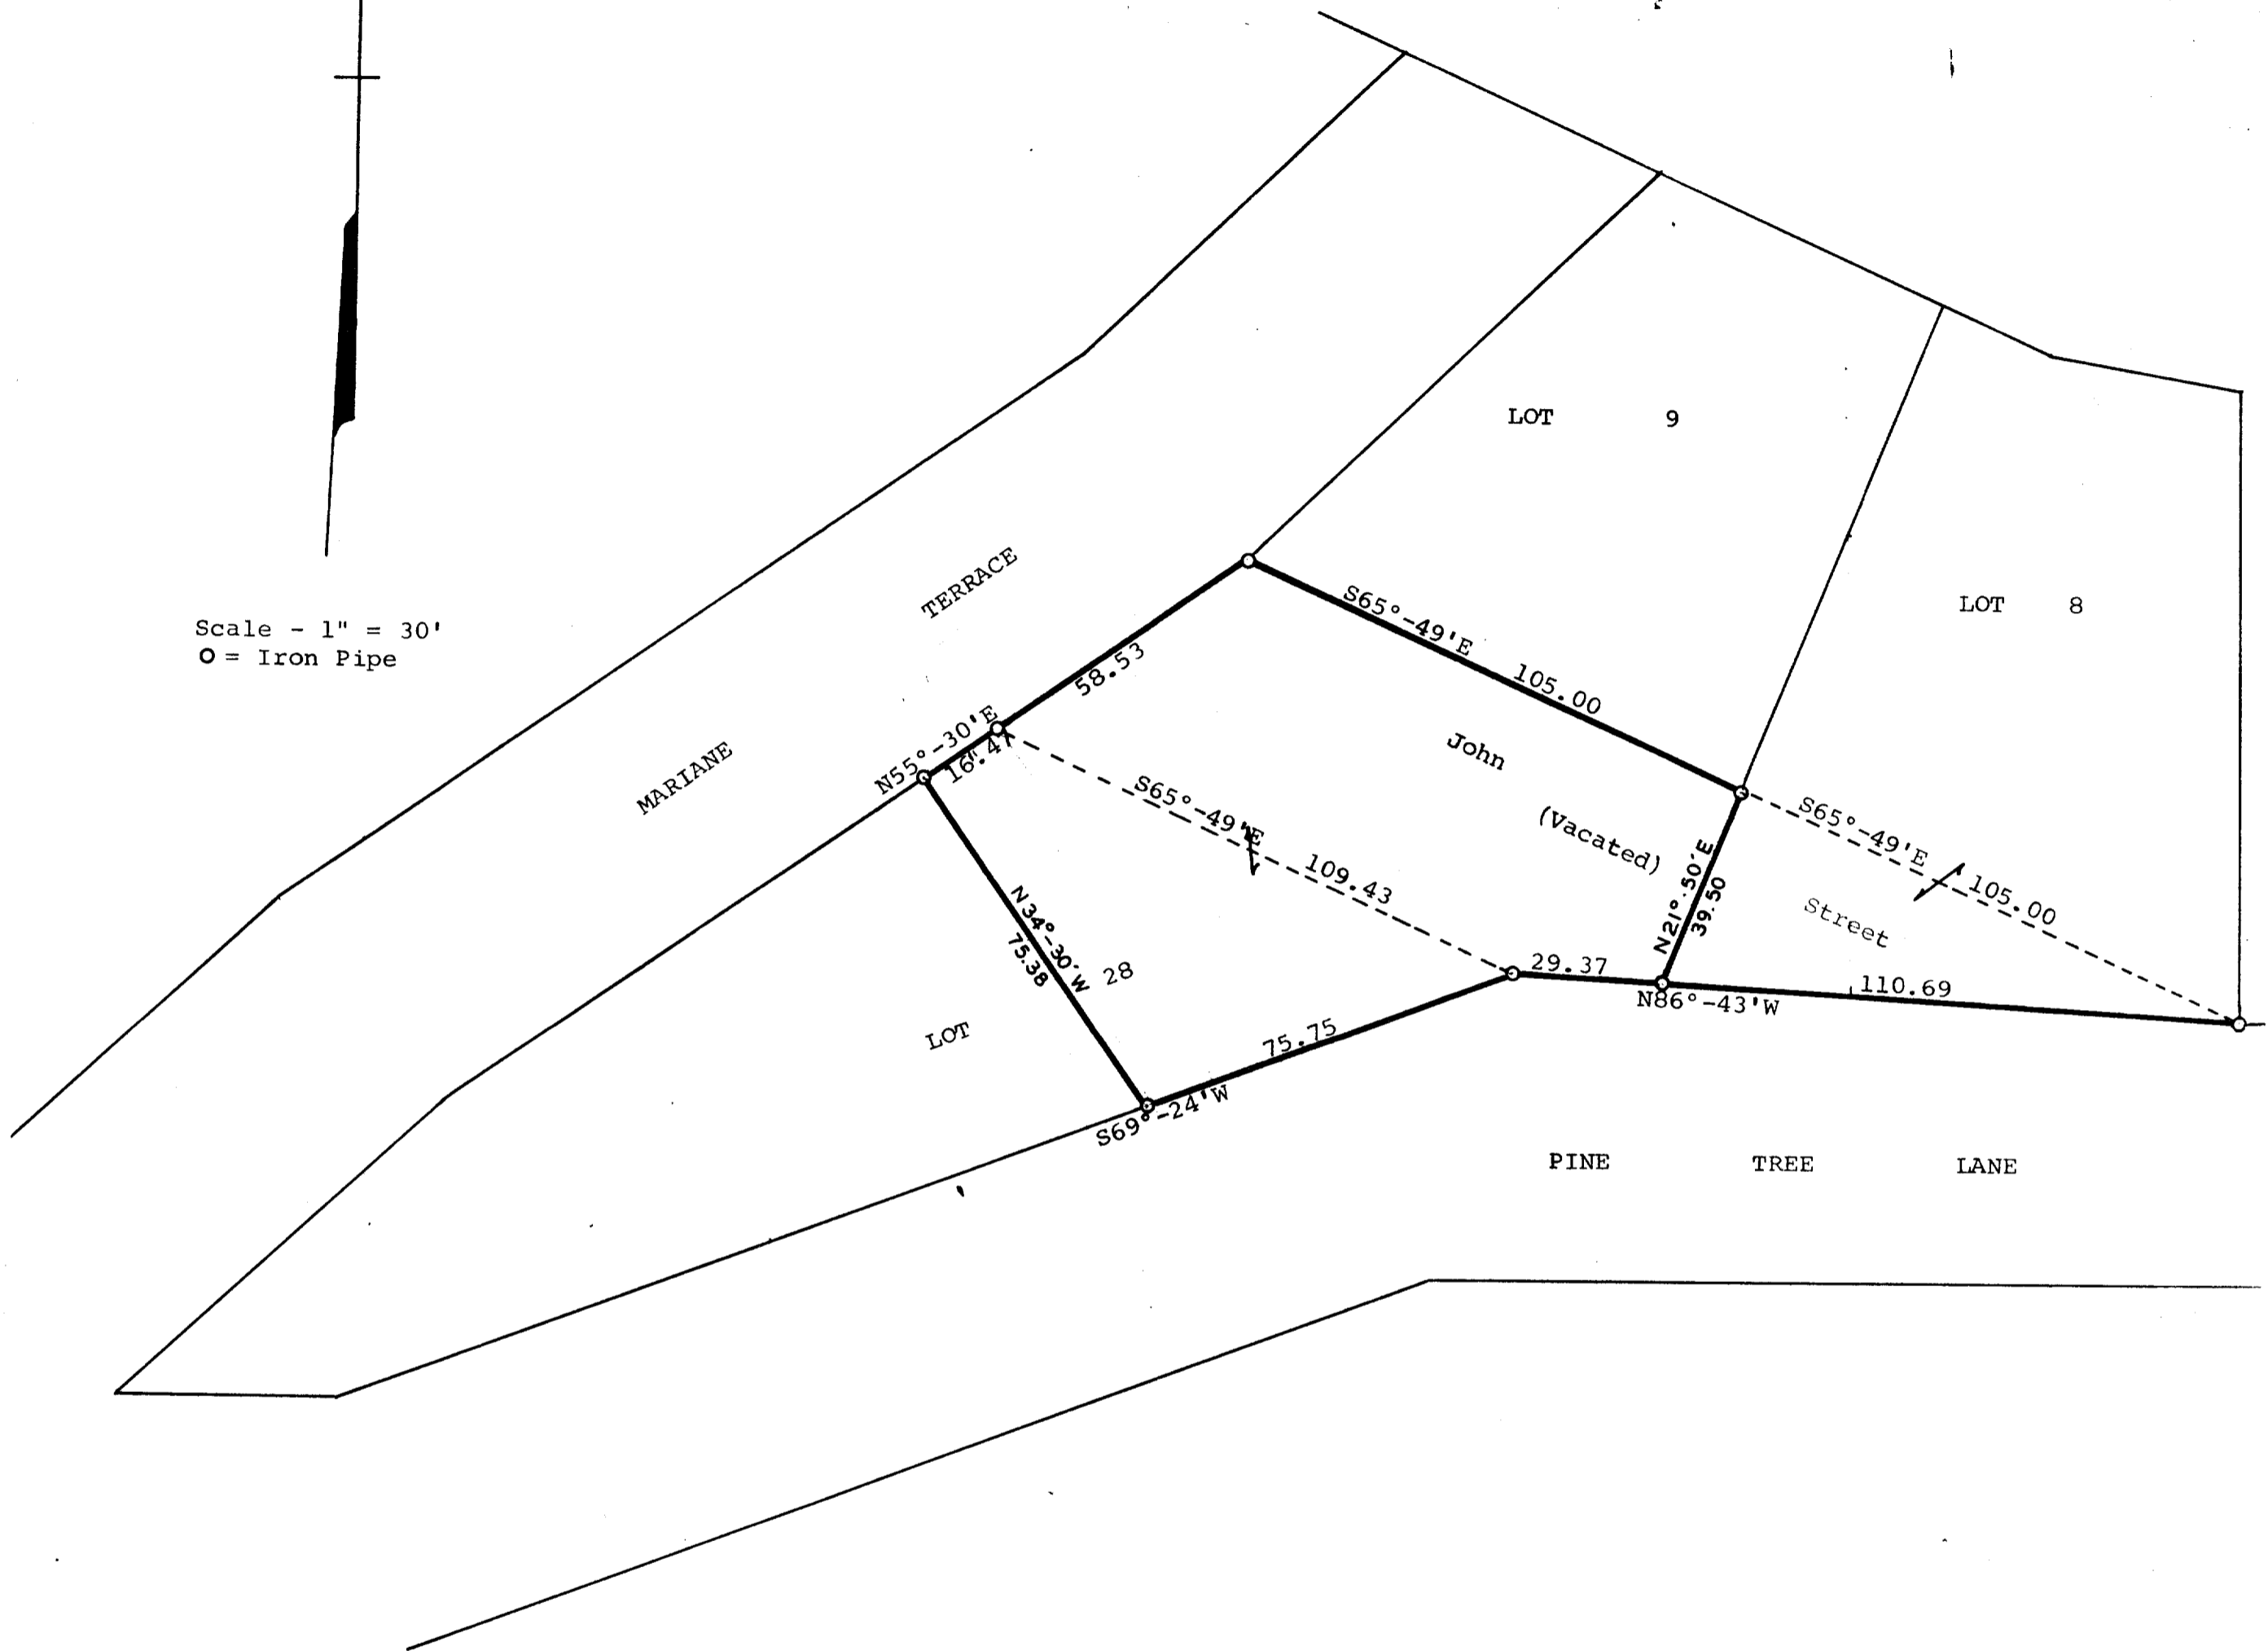 LOT 9
LOT 8
TERRACE
MARIANE
Scale - 1" = 30'
O = Iron Pipe
S65°-49'E 105.00
58.53
N55°-30'E
16.47
John
(Vacated)
Street
S65°-49'E 109.43
S65°-49'E 105.00
N21°.50'E
39.50
N34°-30'W
75.38
LOT 28
29.37
N86°-43'W
110.69
75.75
S69°-24'W
PINE TREE LANE